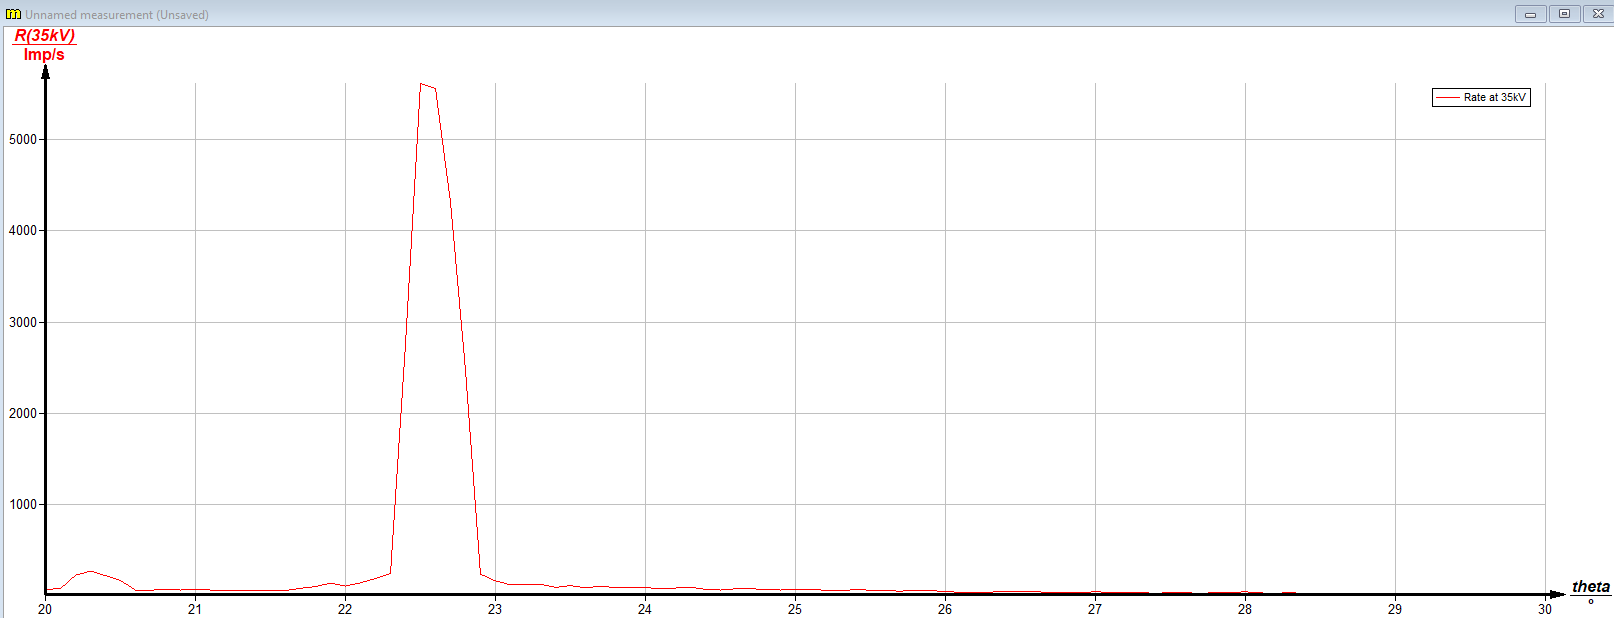 m Unnamed measurement (Unsaved)
R(35kV)
Imp/s
Rate at 35kV
5000
4000
3000
2000
1000
20 21 22 23 24 25 26 27 28 29 30
theta
°